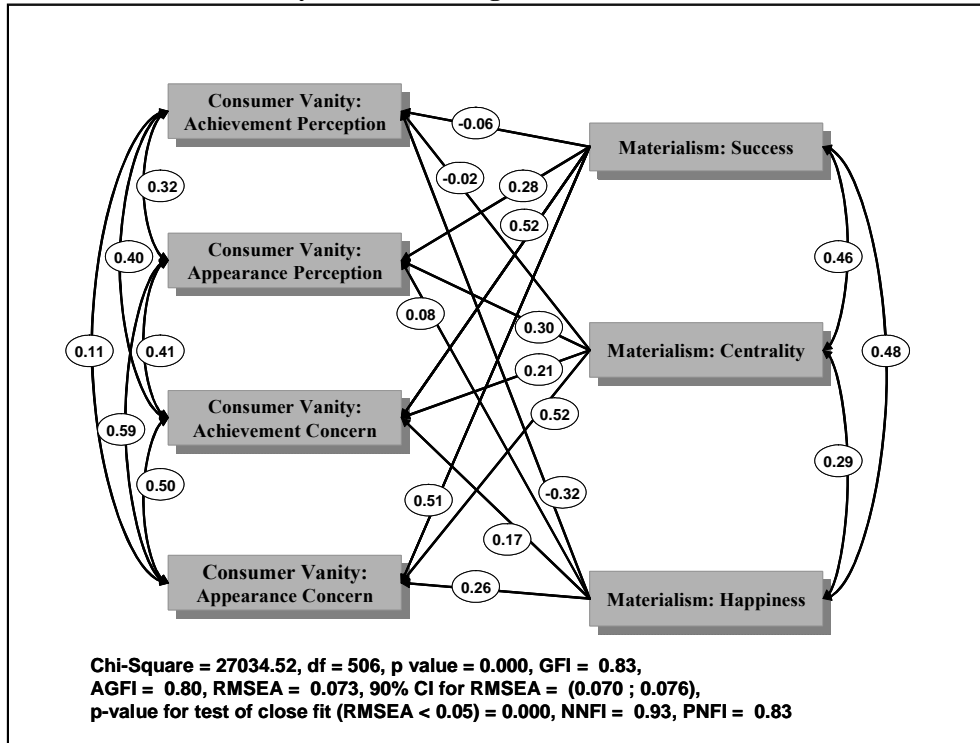 Consumer Vanity:
Achievement Perception
-0.06
Materialism: Success
-0.02
0.32
0.28
0.52
Consumer Vanity:
Appearance Perception
0.40
0.46
0.08
0.30
0.11
0.41
Materialism: Centrality
0.48
0.21
Consumer Vanity:
Achievement Concern
0.52
0.59
0.29
0.50
0.51
-0.32
0.17
Consumer Vanity:
Appearance Concern
0.26
Materialism: Happiness
Chi-Square = 27034.52, df = 506, p value = 0.000, GFI = 0.83,
AGFI = 0.80, RMSEA = 0.073, 90% CI for RMSEA = (0.070 ; 0.076),
p-value for test of close fit (RMSEA < 0.05) = 0.000, NNFI = 0.93, PNFI = 0.83